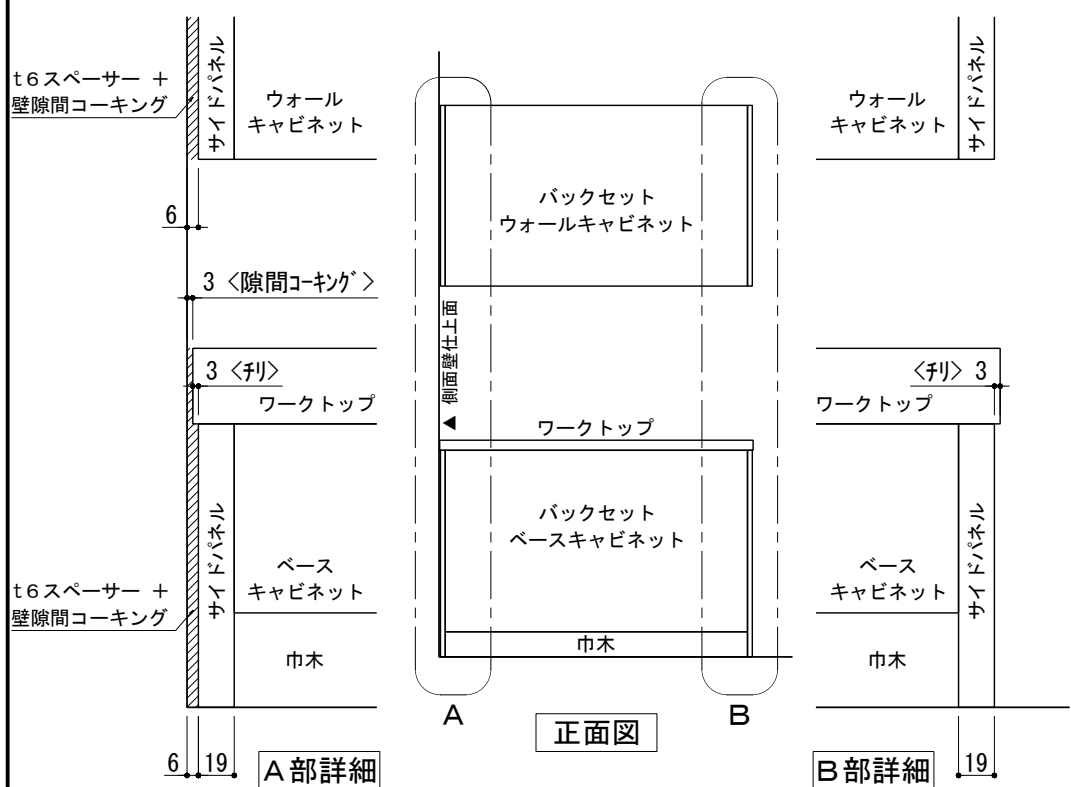 t6スペーサー +
壁隙間コーキング
サイドパネル
ウォール
キャビネット
6
3 <隙間ｺｰｷﾝｸﾞ>
3 <ﾁﾘ>
ワークトップ
サイドパネル
ベース
キャビネット
t6スペーサー +
壁隙間コーキング
巾木
6
19
A部詳細
バックセット
ウォールキャビネット
▲ 側面壁仕上面
ワークトップ
バックセット
ベースキャビネット
巾木
A
B
正面図
ウォール
キャビネット
サイドパネル
<ﾁﾘ> 3
ワークトップ
ベース
キャビネット
サイドパネル
巾木
B部詳細
19